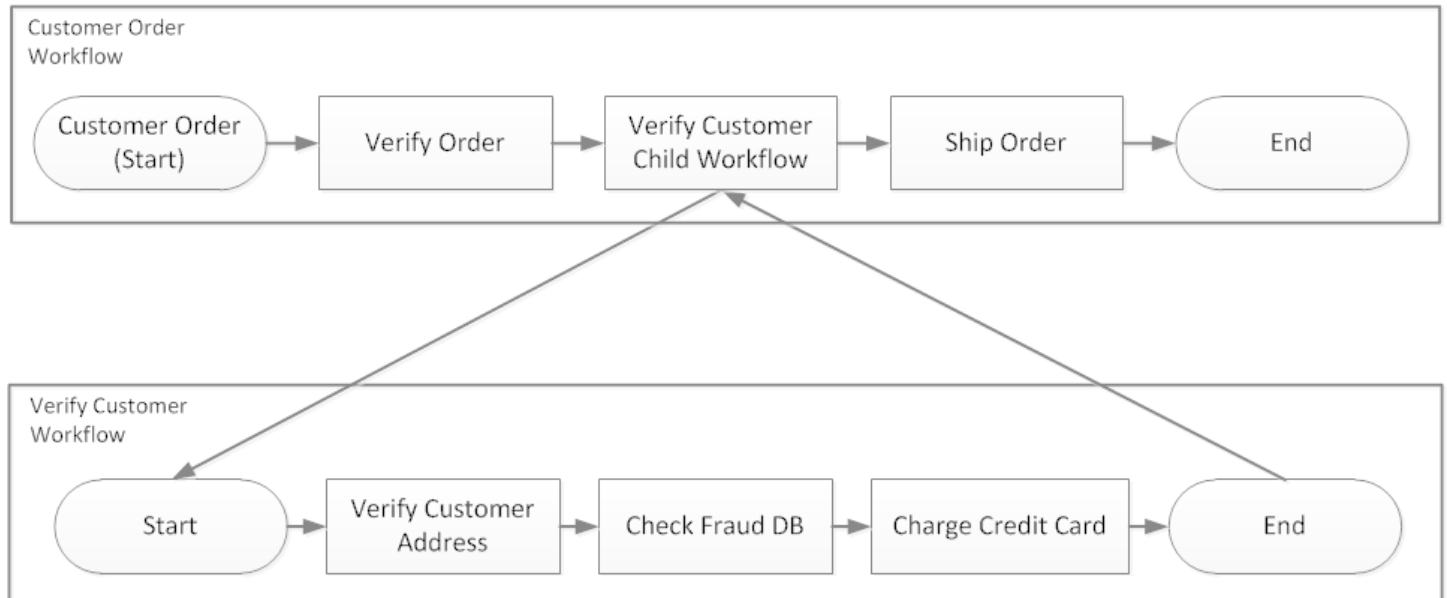 Customer Order
Workflow
Customer Order
(Start)
Verify Order
Verify Customer
Child Workflow
Ship Order
End
Verify Customer
Workflow
Start
Verify Customer
Address
Check Fraud DB
Charge Credit Card
End